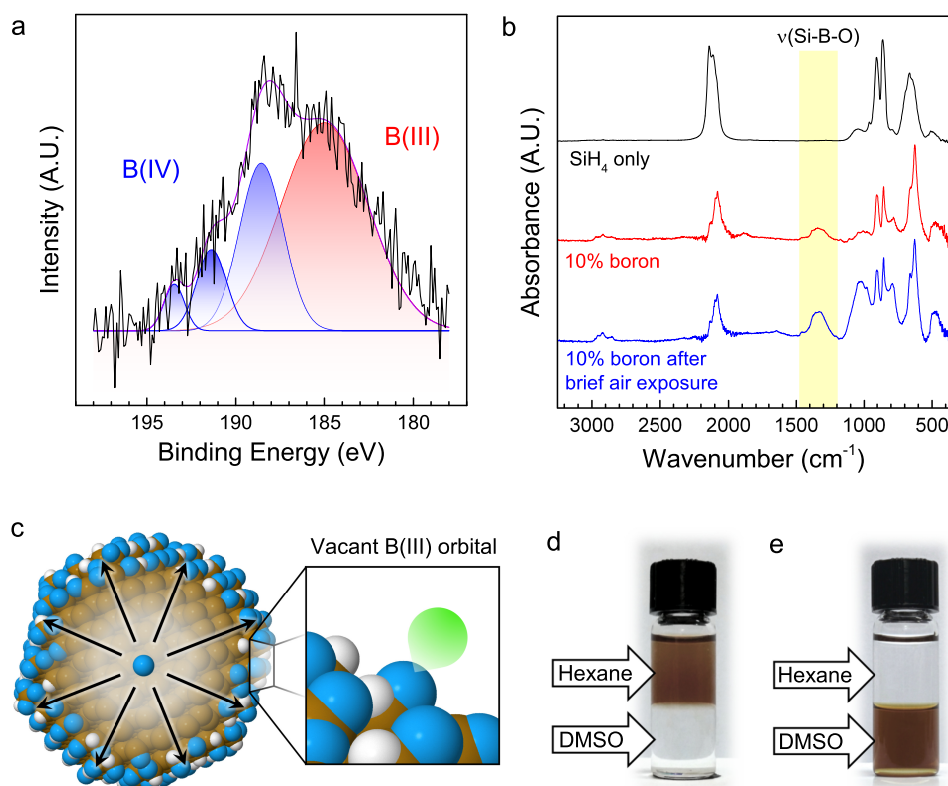 a
Intensity (A.U.)
B(IV)
B(III)
195
190
185
180
Binding Energy (eV)
b
ν(Si-B-O)
Absorbance (A.U.)
SiH4 only
10% boron
10% boron after
brief air exposure
3000
2500
2000
1500
1000
500
Wavenumber (cm-1)
c
Vacant B(III) orbital
d
Hexane
DMSO
e
Hexane
DMSO